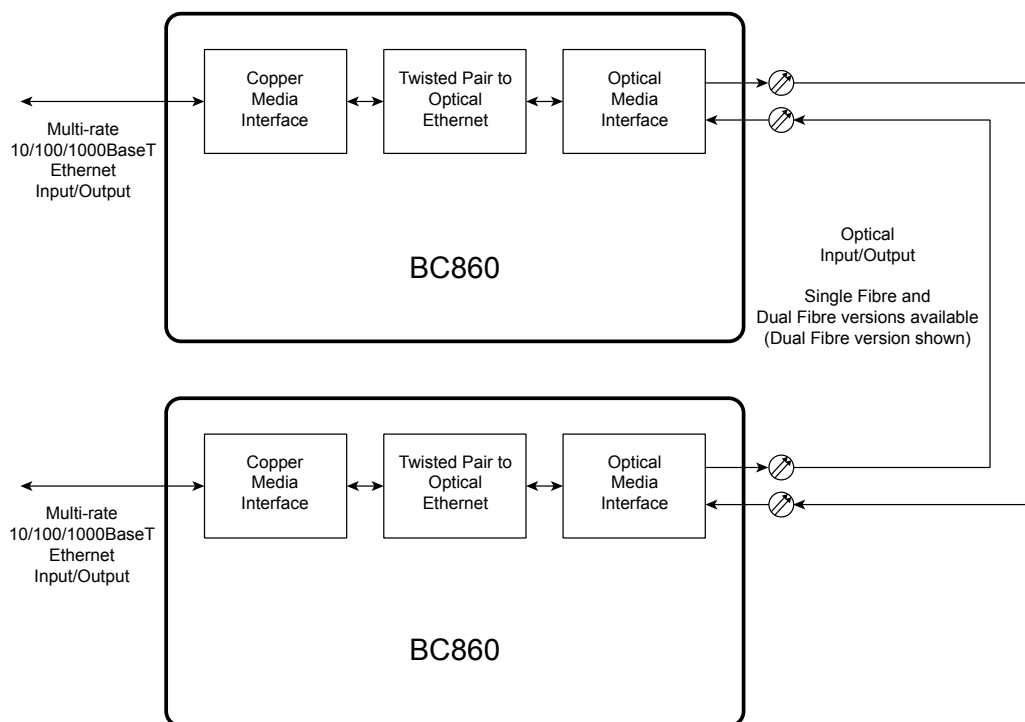 Copper
Media
Interface
Twisted Pair to
Optical
Ethernet
Optical
Media
Interface
Multi-rate
10/100/1000BaseT
Ethernet
Input/Output
BC860
Optical
Input/Output
Single Fibre and
Dual Fibre versions available
(Dual Fibre version shown)
Copper
Media
Interface
Twisted Pair to
Optical
Ethernet
Optical
Media
Interface
Multi-rate
10/100/1000BaseT
Ethernet
Input/Output
BC860